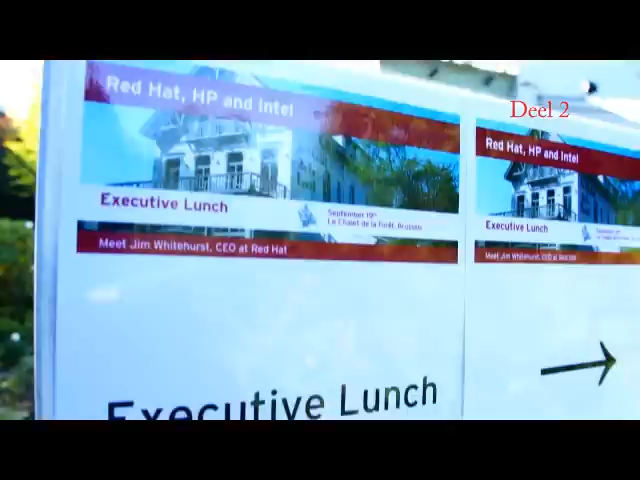 Deel 2
Red Hat, HP and Intel
Executive Lunch
September 19th
Le Chalet de la Forêt, Brussels
Meet Jim Whitehurst, CEO at Red Hat
Executive Lunch
Red Hat, HP and Intel
Executive Lunch
Meet Jim Whitehurst, CEO at Red Hat